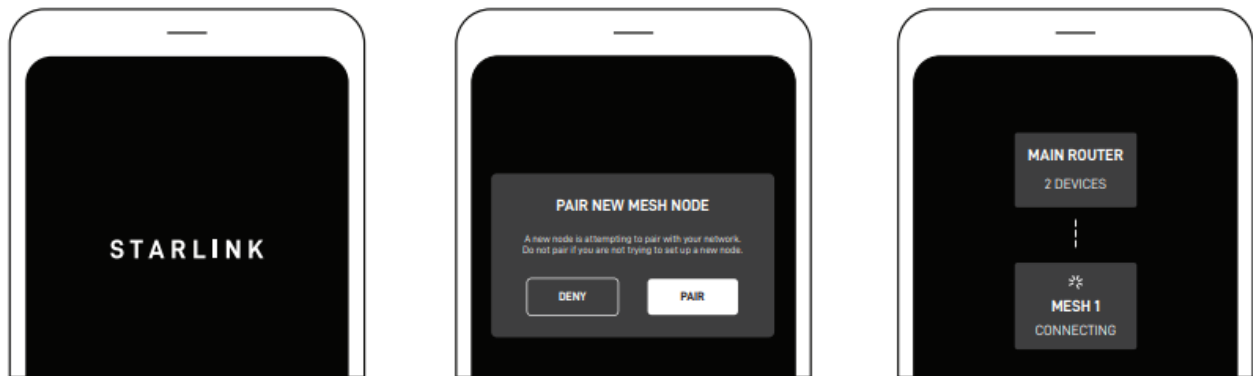 STARLINK
PAIR NEW MESH NODE
A new node is attempting to pair with your network.
Do not pair if you are not trying to set up a new node.
DENY
PAIR
MAIN ROUTER
2 DEVICES
MESH 1
CONNECTING